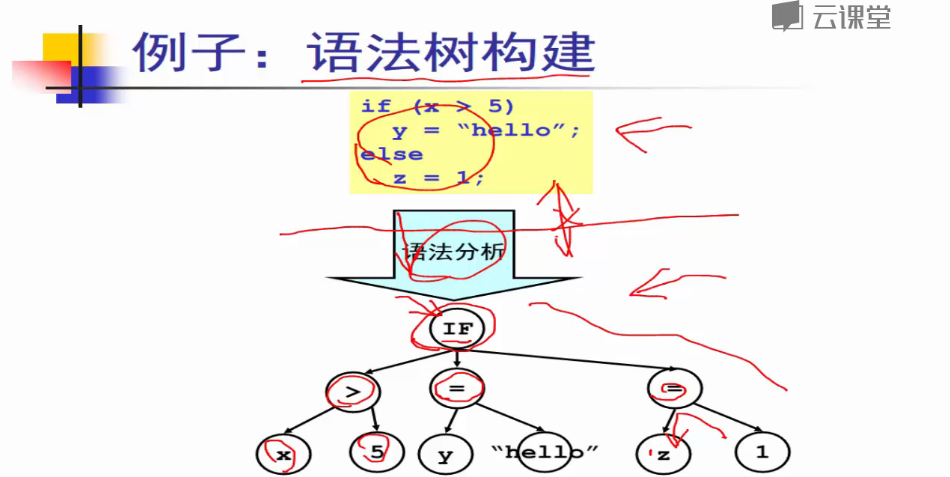 云课堂
例子：语法树构建
if (x > 5)
y = “hello”;
else
z = 1;
语法分析
IF
> = =
x 5 y “hello” z 1